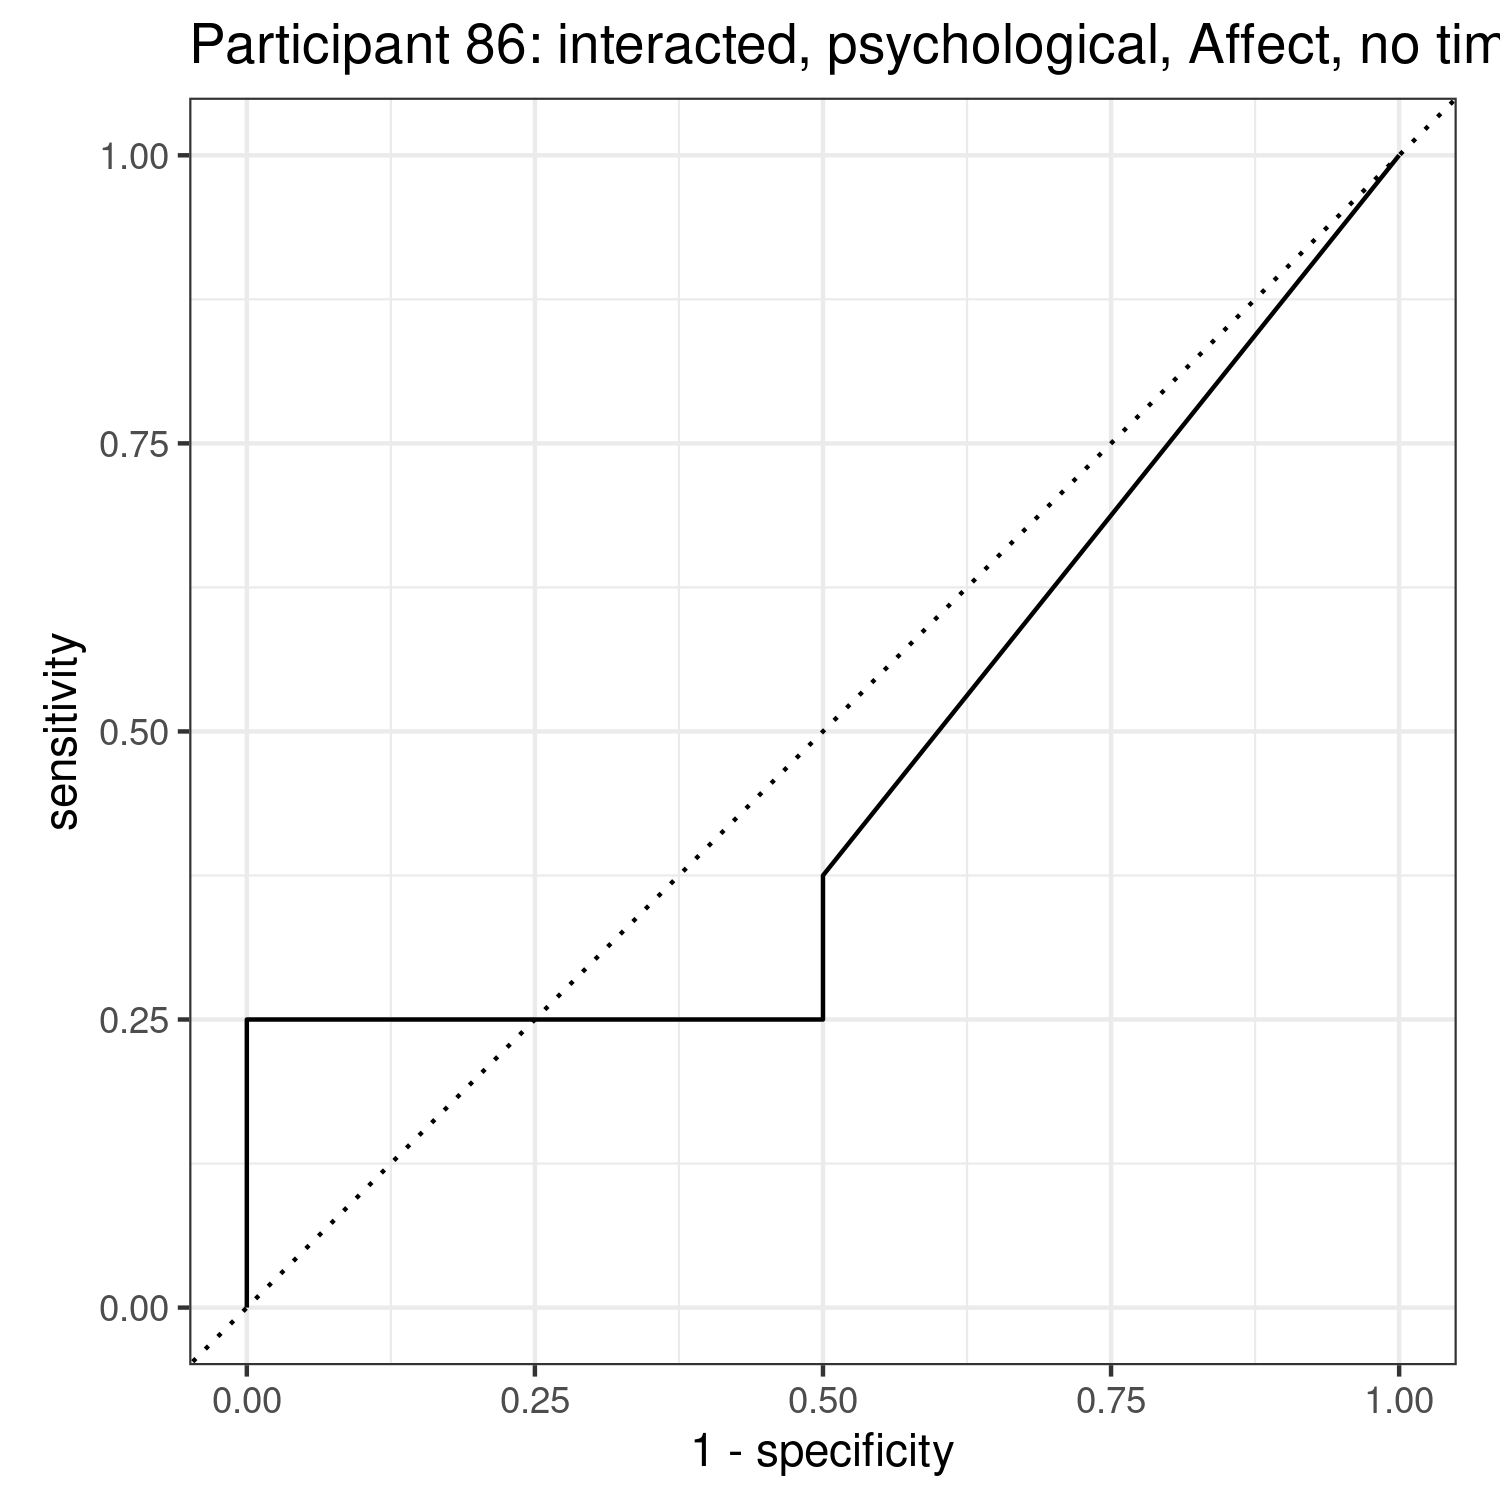 Participant 86: interacted, psychological, Affect, no tim
1.00
0.75
0.50
0.25
0.00
sensitivity
0.00 0.25 0.50 0.75 1.00
1 - specificity